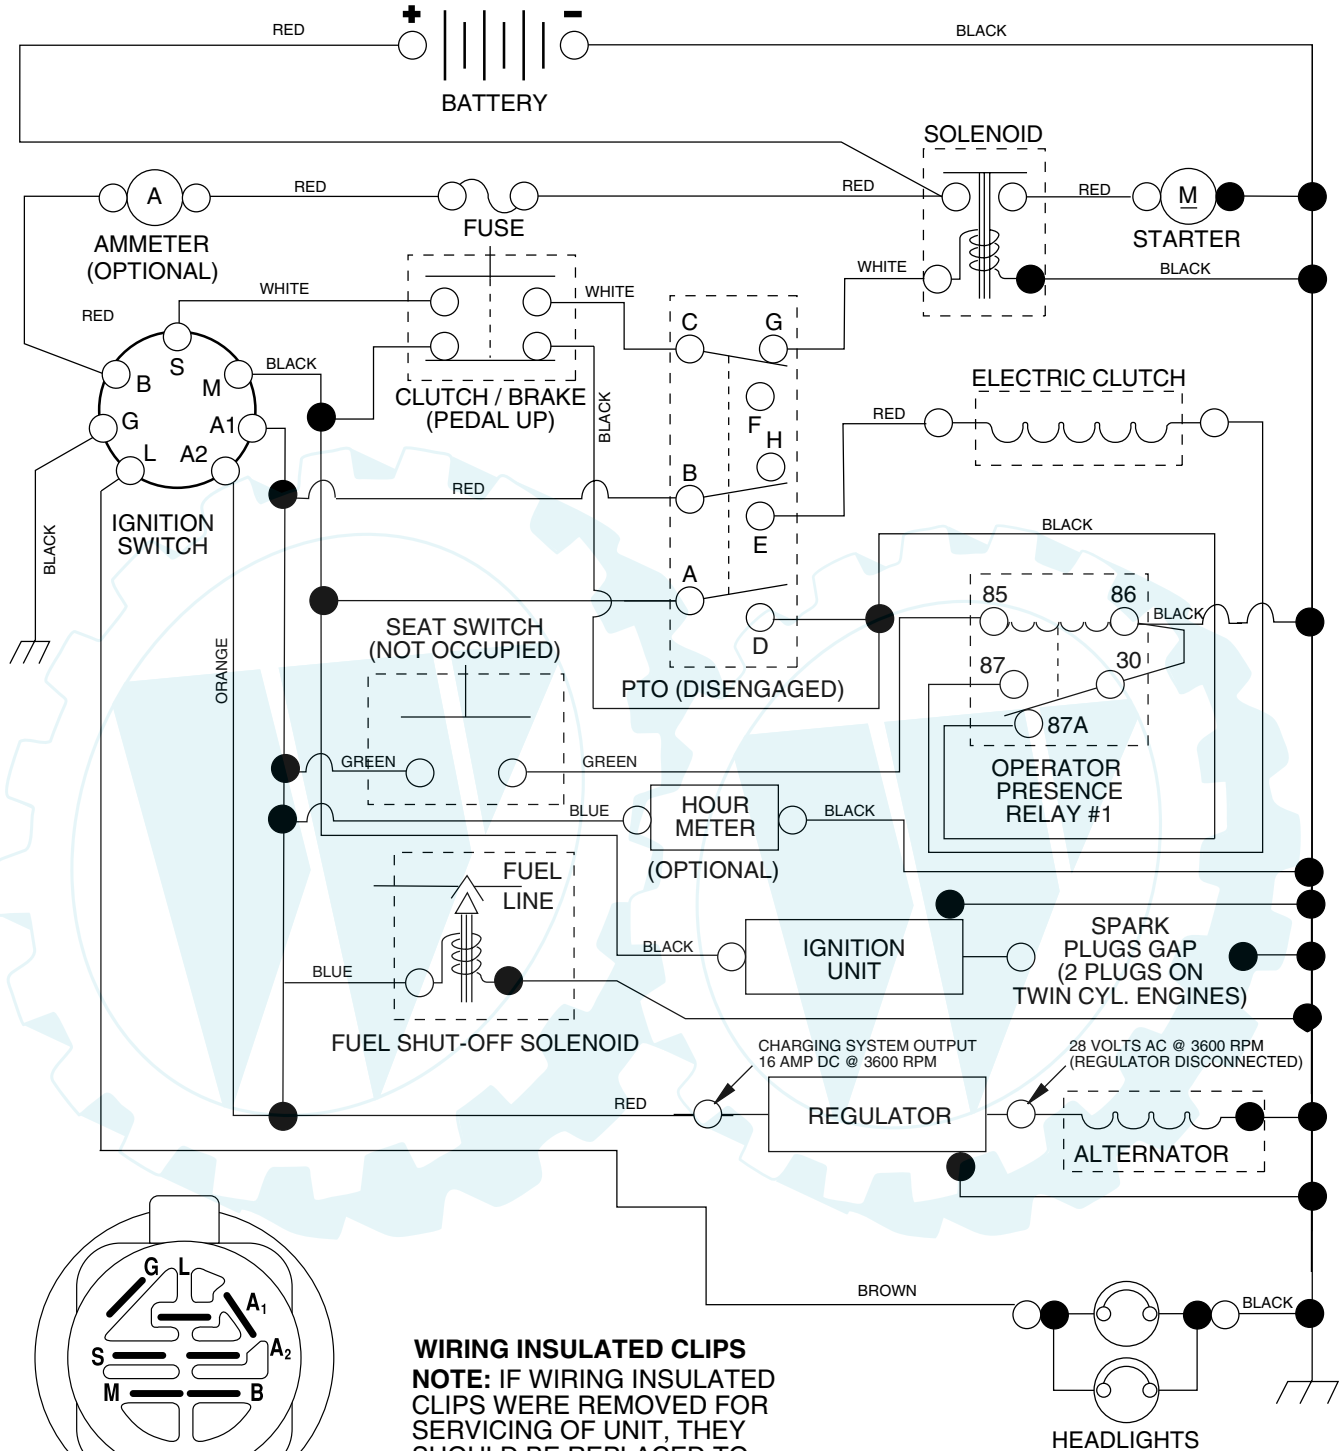 + −
RED
BLACK
BATTERY
SOLENOID
A
RED
RED
RED
M
FUSE
STARTER
AMMETER
(OPTIONAL)
WHITE
BLACK
WHITE
WHITE
RED
C
G
S
BLACK
B
M
ELECTRIC CLUTCH
CLUTCH / BRAKE
(PEDAL UP)
BLACK
F
RED
G
A1
H
L
A2
B
RED
IGNITION
SWITCH
BLACK
E
BLACK
A
85
86
BLACK
SEAT SWITCH
(NOT OCCUPIED)
D
ORANGE
87
30
PTO (DISENGAGED)
87A
GREEN
GREEN
OPERATOR
PRESENCE
RELAY #1
BLUE
HOUR
METER
BLACK
(OPTIONAL)
FUEL
LINE
SPARK
PLUGS GAP
(2 PLUGS ON
TWIN CYL. ENGINES)
BLACK
IGNITION
UNIT
BLUE
FUEL SHUT-OFF SOLENOID
CHARGING SYSTEM OUTPUT
16 AMP DC @ 3600 RPM
28 VOLTS AC @ 3600 RPM
(REGULATOR DISCONNECTED)
RED
REGULATOR
ALTERNATOR
G L
A1
S
A2
M
B
BROWN
BLACK
WIRING INSULATED CLIPS
NOTE: IF WIRING INSULATED
CLIPS WERE REMOVED FOR
SERVICING OF UNIT, THEY
SHOULD BE REPLACED TO
HEADLIGHTS